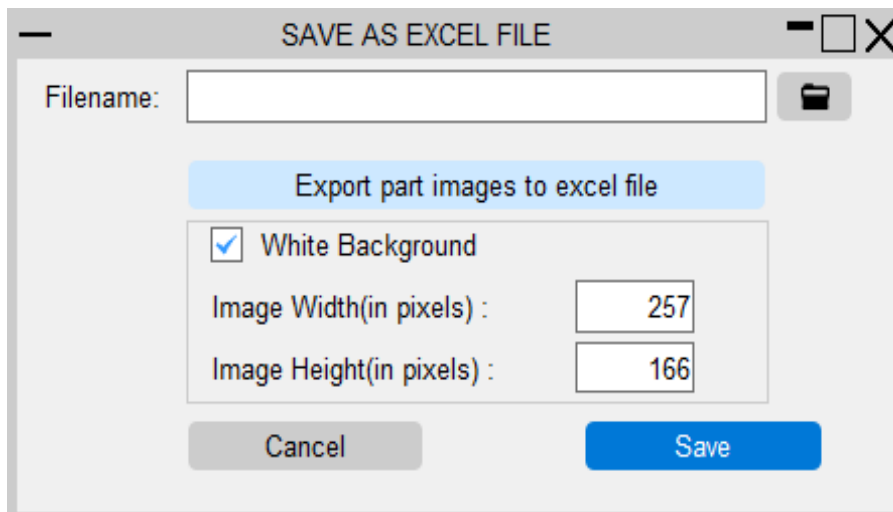 SAVE AS EXCEL FILE
Filename:
Export part images to excel file
White Background
Image Width(in pixels) : 257
Image Height(in pixels) : 166
Cancel Save